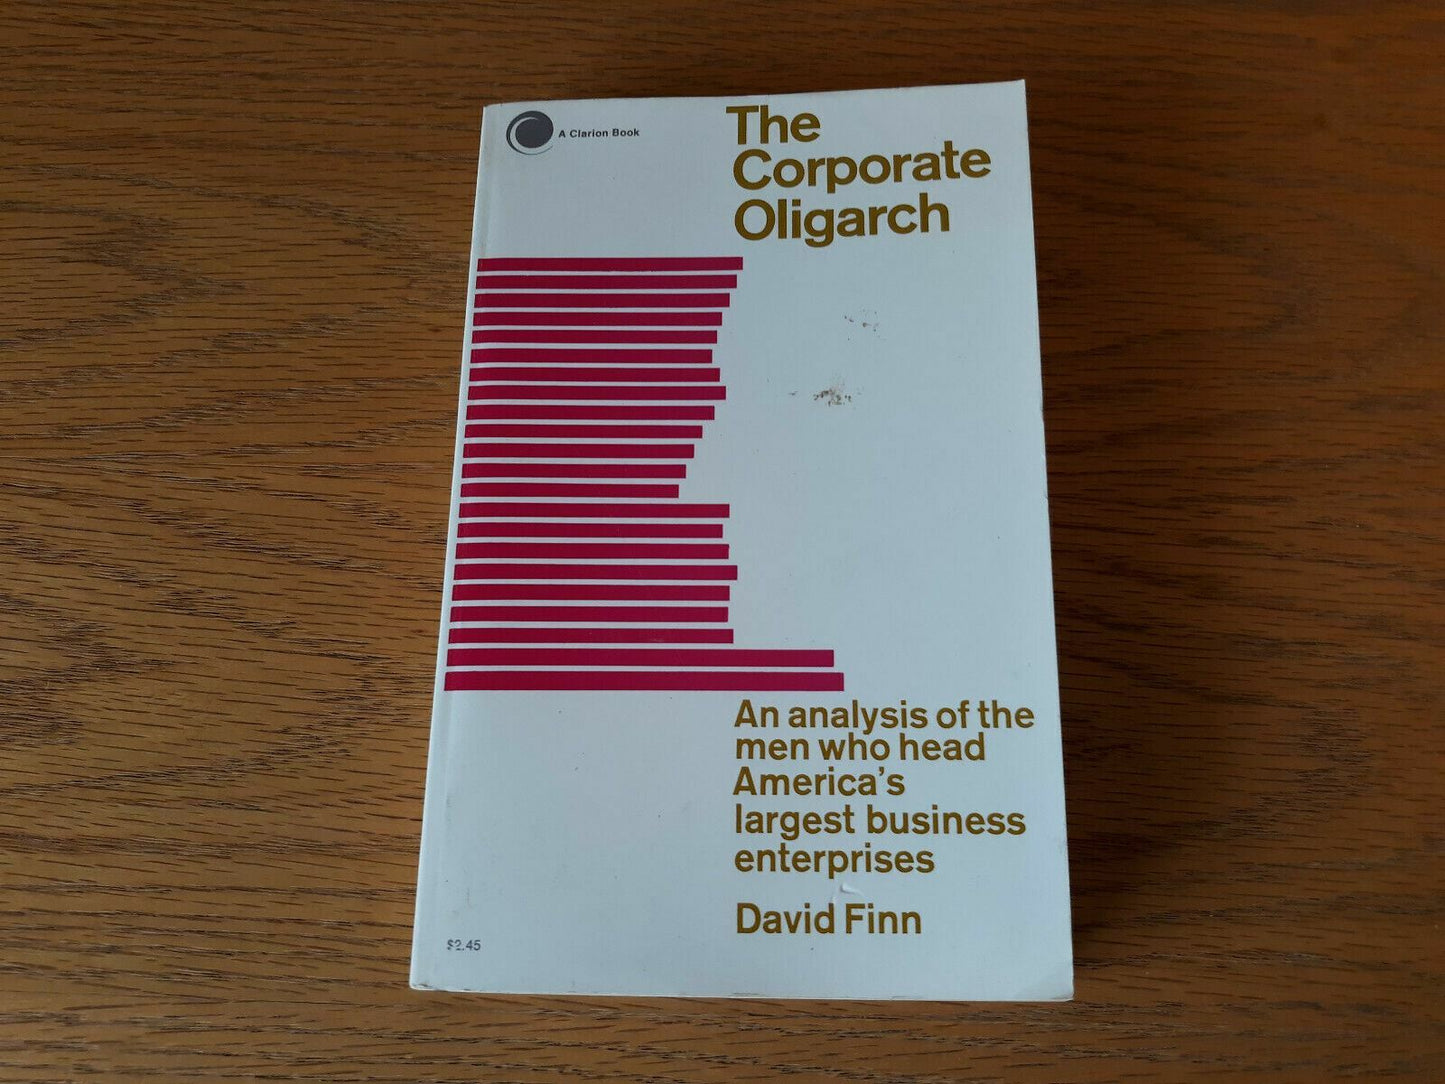 A Clarion Book
The
Corporate
Oligarch
An analysis of the
men who head
America's
largest business
enterprises
David Finn
$2.45